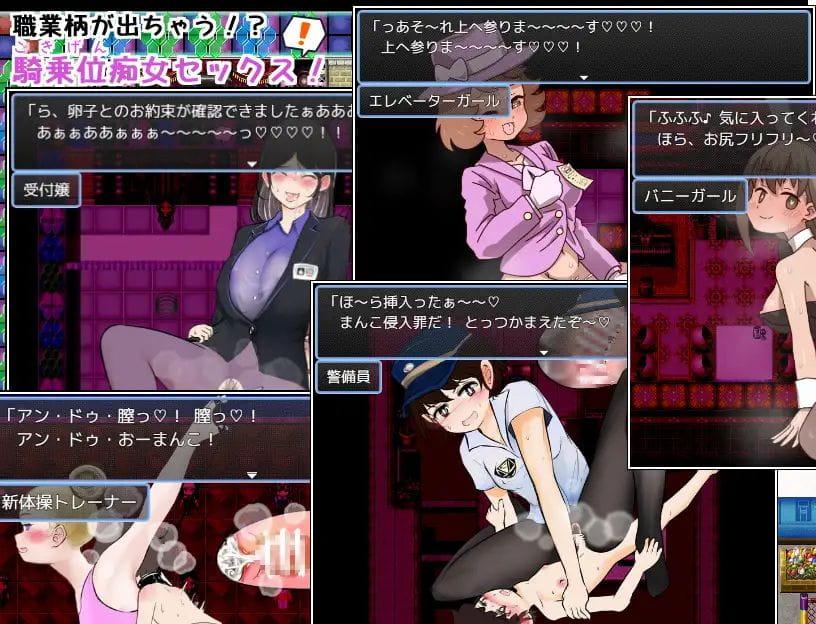 職業柄が出ちゃう！？
ごきげん
騎乗位痴女セックス！
「っあそ～れ上へ参りま～～～～す♡♡♡！
上へ参りま～～～～す♡♡♡！
エレベーターガール
「ら、卵子とのお約束が確認できましたぁあああ
あぁぁああぁぁぁ～～～～～っ♡♡♡♡！！
受付嬢
「ふふふ♪ 気に入ってくれ
ほら、お尻フリフリ～♡
バニーガール
「ほ～ら挿入ったぁ～～♡
まんこ侵入罪だ！ とっつかまえたぞ～♡
警備員
「アン・ドゥ・膣っ♡！ 膣っ♡！
アン・ドゥ・おーまんこ！
新体操トレーナー